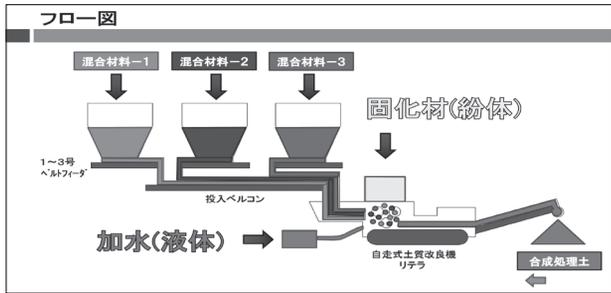 フロー図
混合材料ー1
混合材料ー2
混合材料ー3
固化材(紛体)
1～3号
ベルトフィーダ
投入ベルコン
加水(液体)
自走式土質改良機
リテラ
合成処理土